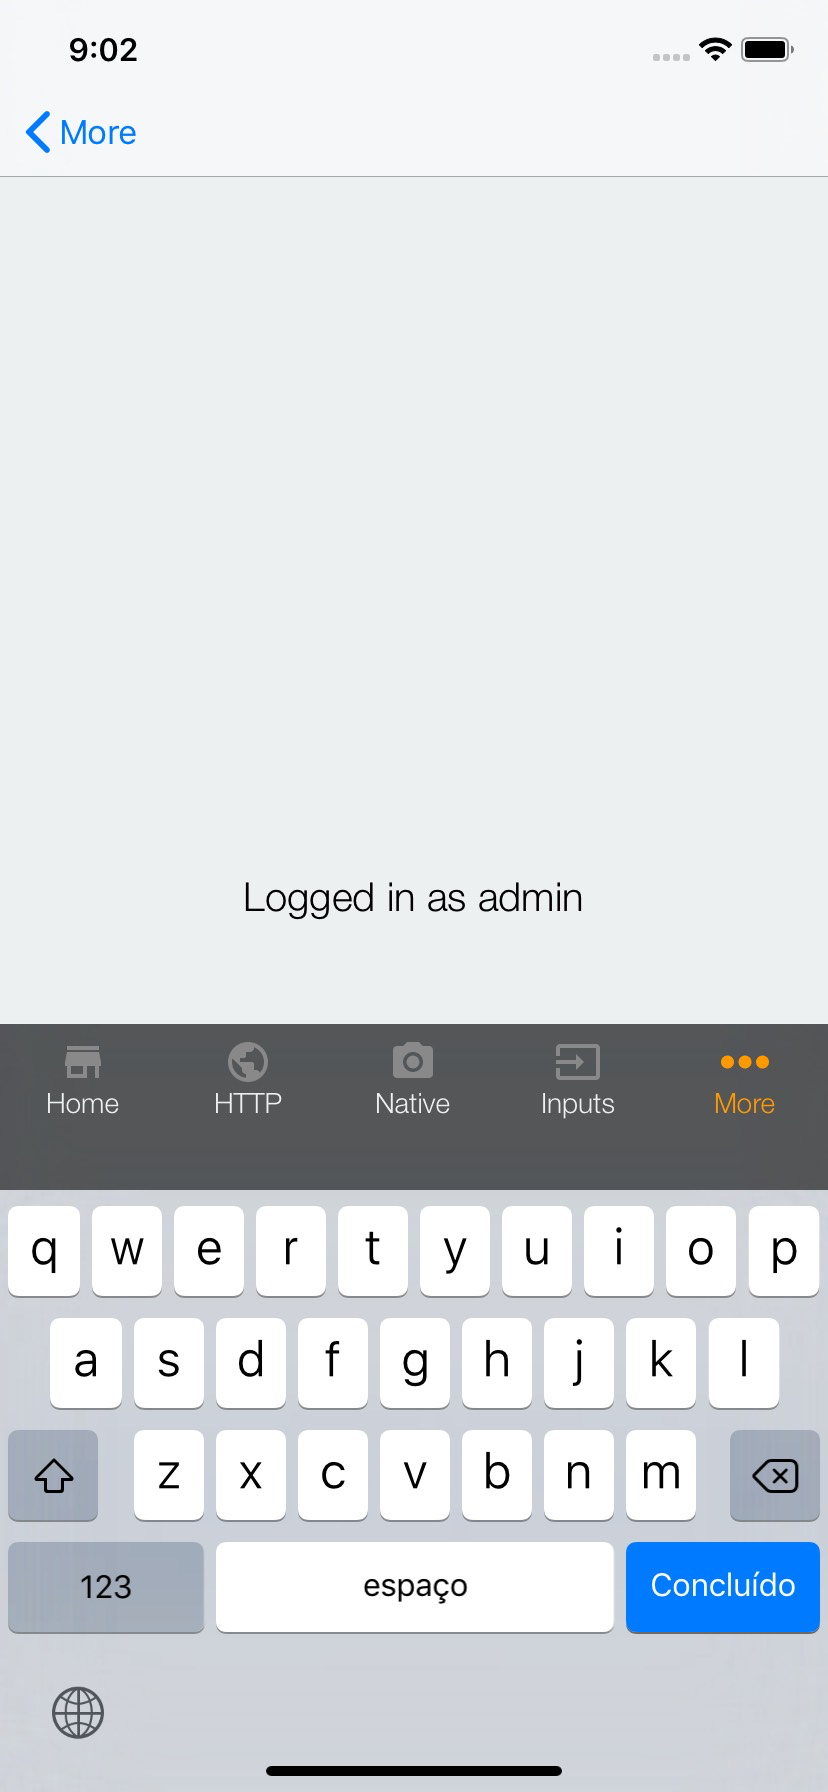 9:02
More
Logged in as admin
Home HTTP Native Inputs More
q w e r t y u i o p
a s d f g h j k l
z x c v b n m
123 espaço Concluído